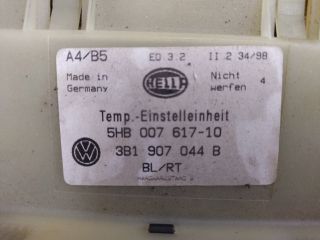 A4/B5 EO 3.2 II 2 34/98
Made in Germany HELLA Nicht werfen 4
Temp.-Einstelleinheit
5HB 007 617-10
3B1 907 044 B
BL/RT